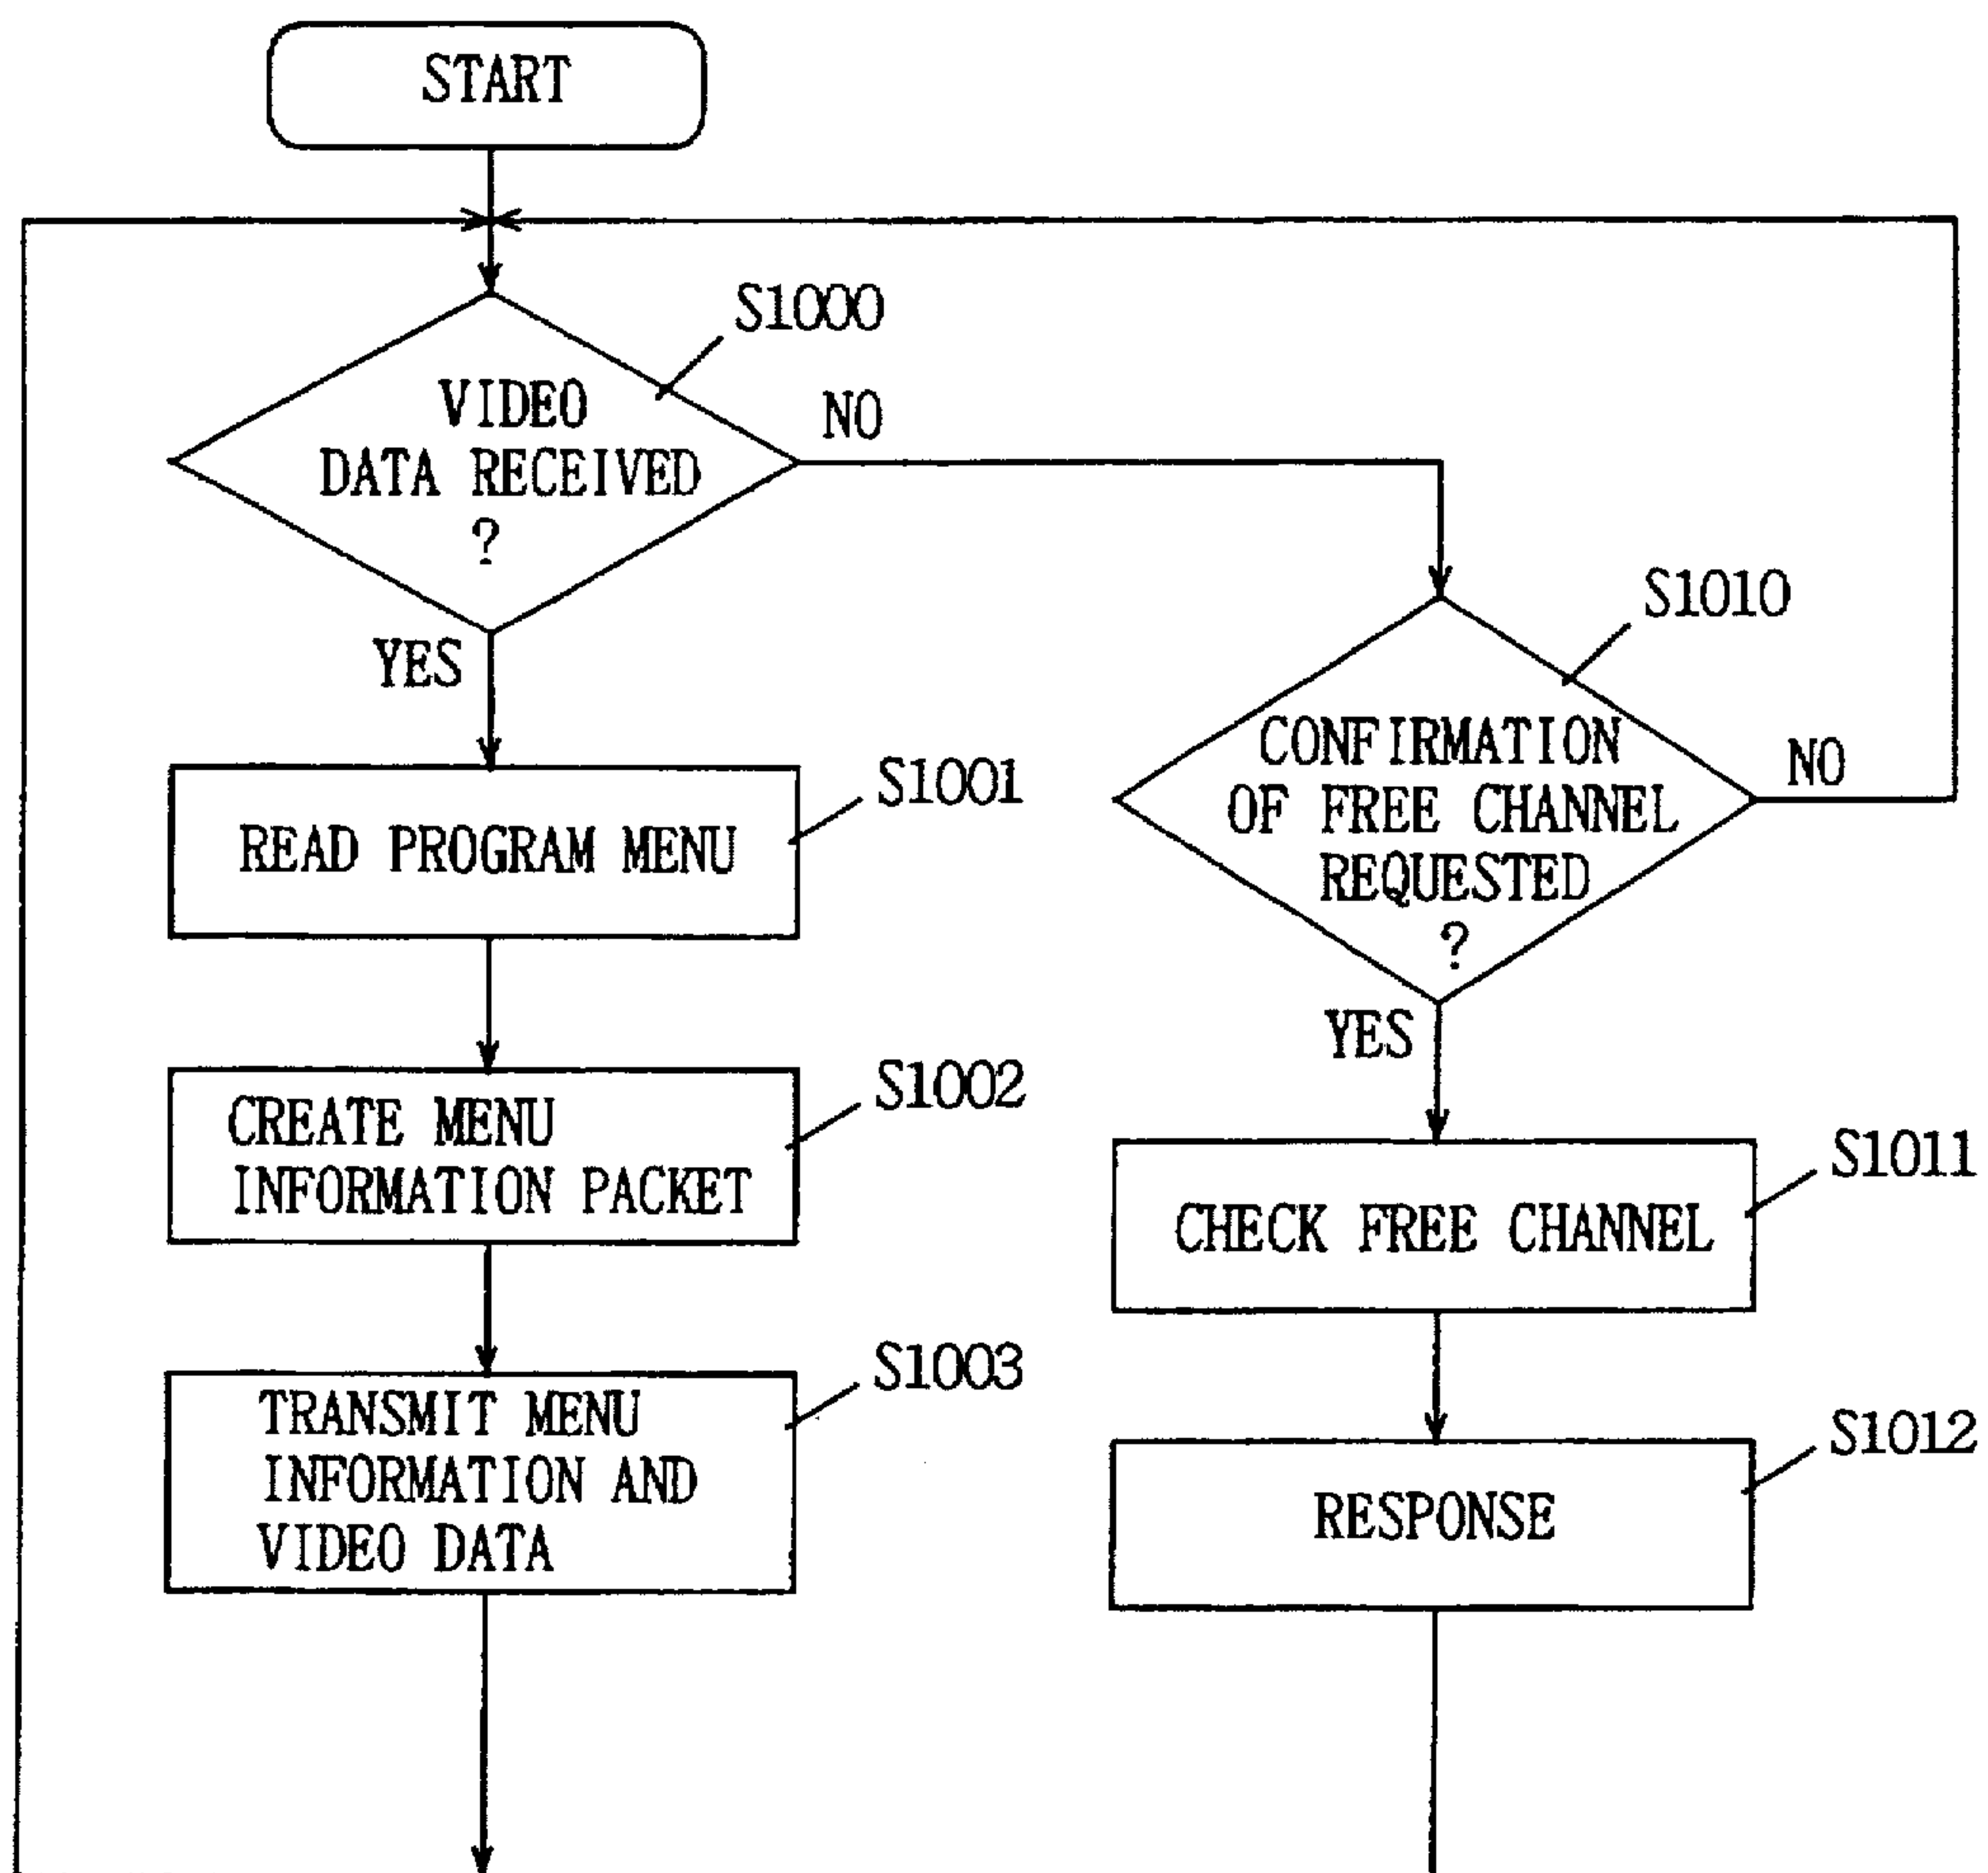 START
S1000
VIDEO
DATA RECEIVED
?
NO
YES
S1001
READ PROGRAM MENU
S1002
CREATE MENU
INFORMATION PACKET
S1003
TRANSMIT MENU
INFORMATION AND
VIDEO DATA
S1010
CONFIRMATION
OF FREE CHANNEL
REQUESTED
?
NO
YES
S1011
CHECK FREE CHANNEL
S1012
RESPONSE